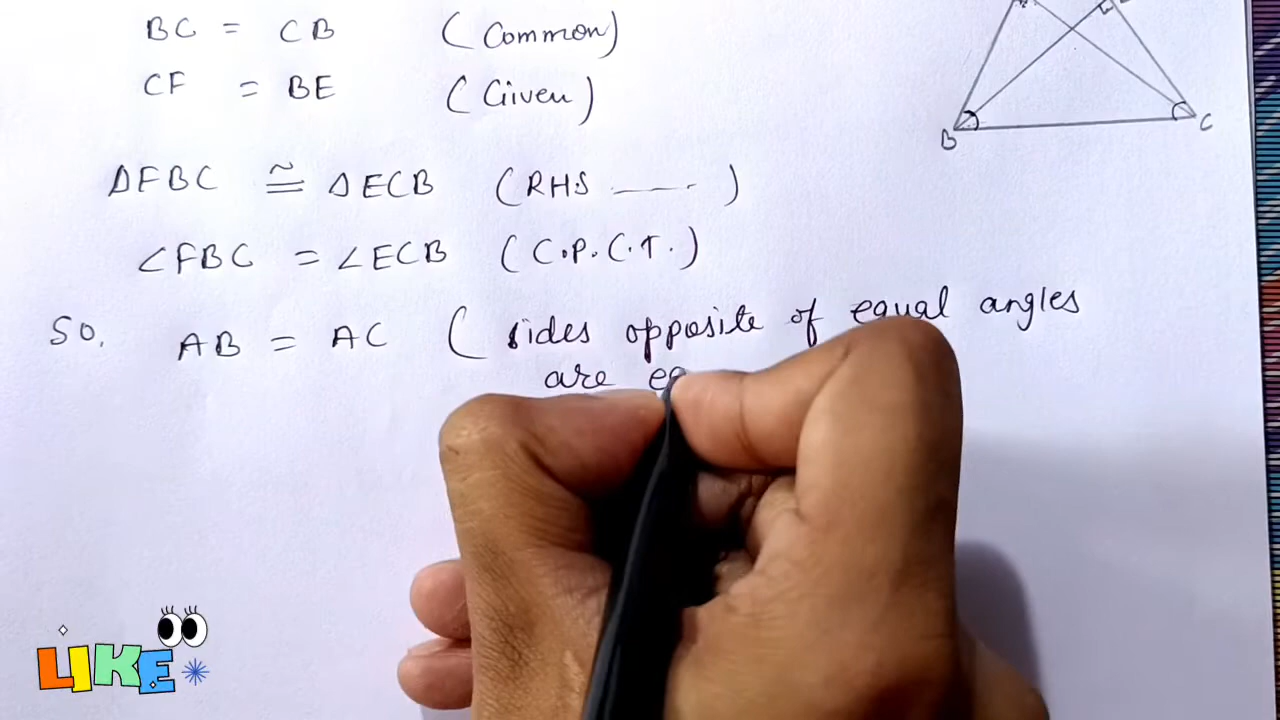 BC = CB (Common)
CF = BE (Given)
ΔFBC ≅ ΔECB (RHS ——)
∠FBC = ∠ECB (C.P.C.T.)
So, AB = AC (sides opposite of equal angles
are
B
C
LIKE